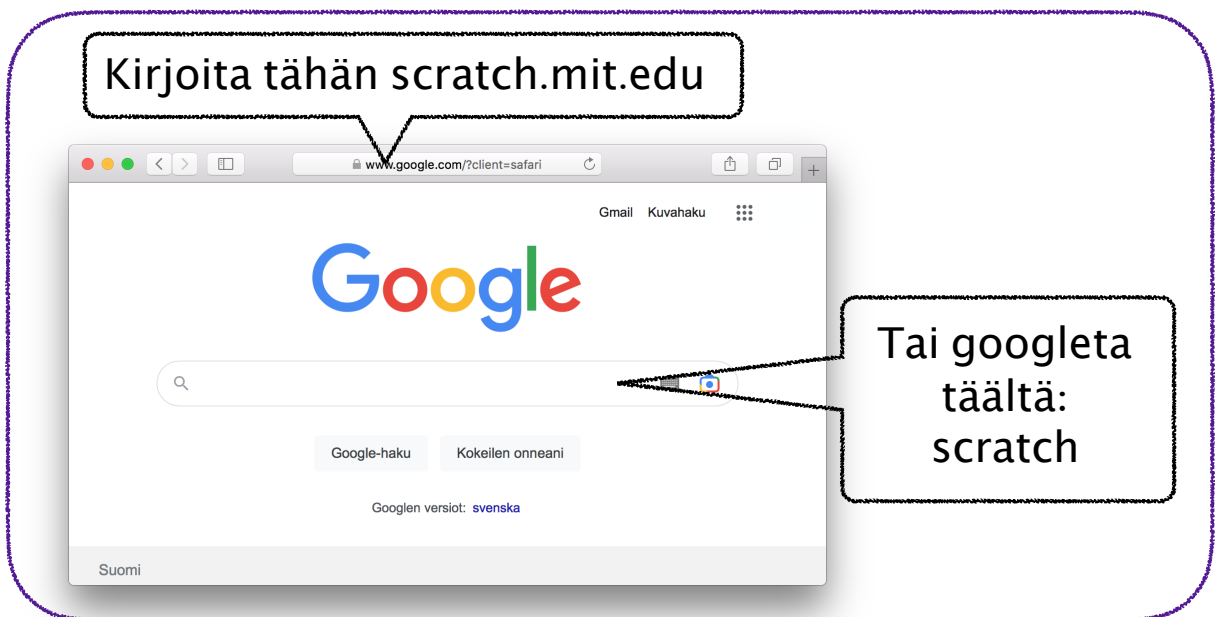 Kirjoita tähän scratch.mit.edu
www.google.com/?client=safari
Gmail Kuvahaku
Google
Tai googleta
täältä:
scratch
Google-haku Kokeilen onneani
Googlen versiot: svenska
Suomi